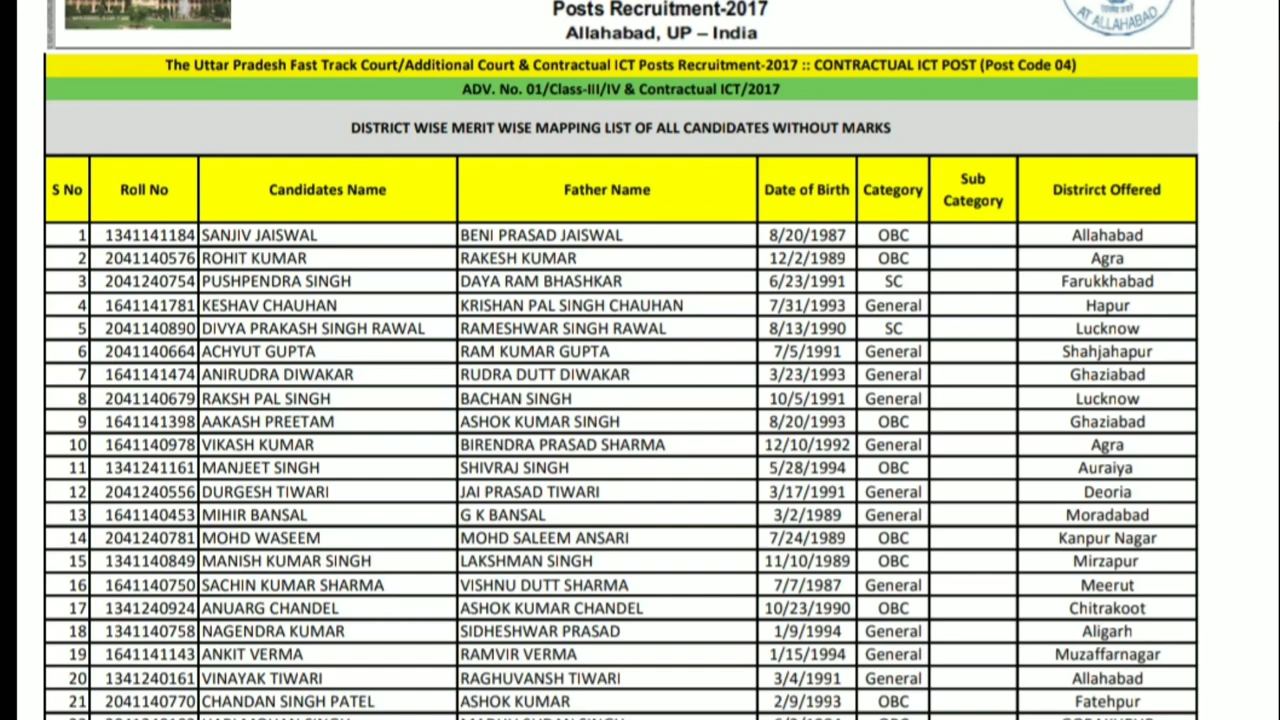 Posts Recruitment-2017
Allahabad, UP – India
AT ALLAHABAD
The Uttar Pradesh Fast Track Court/Additional Court & Contractual ICT Posts Recruitment-2017 :: CONTRACTUAL ICT POST (Post Code 04)
ADV. No. 01/Class-III/IV & Contractual ICT/2017
DISTRICT WISE MERIT WISE MAPPING LIST OF ALL CANDIDATES WITHOUT MARKS
S No Roll No Candidates Name Father Name Date of Birth Category Sub Category Distrirct Offered
1 1341141184 SANJIV JAISWAL BENI PRASAD JAISWAL 8/20/1987 OBC Allahabad
2 2041140576 ROHIT KUMAR RAKESH KUMAR 12/2/1989 OBC Agra
3 2041240754 PUSHPENDRA SINGH DAYA RAM BHASHKAR 6/23/1991 SC Farukkhabad
4 1641141781 KESHAV CHAUHAN KRISHAN PAL SINGH CHAUHAN 7/31/1993 General Hapur
5 2041140890 DIVYA PRAKASH SINGH RAWAL RAMESHWAR SINGH RAWAL 8/13/1990 SC Lucknow
6 2041140664 ACHYUT GUPTA RAM KUMAR GUPTA 7/5/1991 General Shahjahapur
7 1641141474 ANIRUDRA DIWAKAR RUDRA DUTT DIWAKAR 3/23/1993 General Ghaziabad
8 2041140679 RAKSH PAL SINGH BACHAN SINGH 10/5/1991 General Lucknow
9 1641141398 AAKASH PREETAM ASHOK KUMAR SINGH 8/20/1993 OBC Ghaziabad
10 1641140978 VIKASH KUMAR BIRENDRA PRASAD SHARMA 12/10/1992 General Agra
11 1341241161 MANJEET SINGH SHIVRAJ SINGH 5/28/1994 OBC Auraiya
12 2041240556 DURGESH TIWARI JAI PRASAD TIWARI 3/17/1991 General Deoria
13 1641140453 MIHIR BANSAL G K BANSAL 3/2/1989 General Moradabad
14 2041240781 MOHD WASEEM MOHD SALEEM ANSARI 7/24/1989 OBC Kanpur Nagar
15 1341140849 MANISH KUMAR SINGH LAKSHMAN SINGH 11/10/1989 OBC Mirzapur
16 1641140750 SACHIN KUMAR SHARMA VISHNU DUTT SHARMA 7/7/1987 General Meerut
17 1341240924 ANUARG CHANDEL ASHOK KUMAR CHANDEL 10/23/1990 OBC Chitrakoot
18 1341140758 NAGENDRA KUMAR SIDHESHWAR PRASAD 1/9/1994 General Aligarh
19 1641141143 ANKIT VERMA RAMVIR VERMA 1/15/1994 General Muzaffarnagar
20 1341240161 VINAYAK TIWARI RAGHUVANSH TIWARI 3/4/1991 General Allahabad
21 2041140770 CHANDAN SINGH PATEL ASHOK KUMAR 2/9/1993 OBC Fatehpur